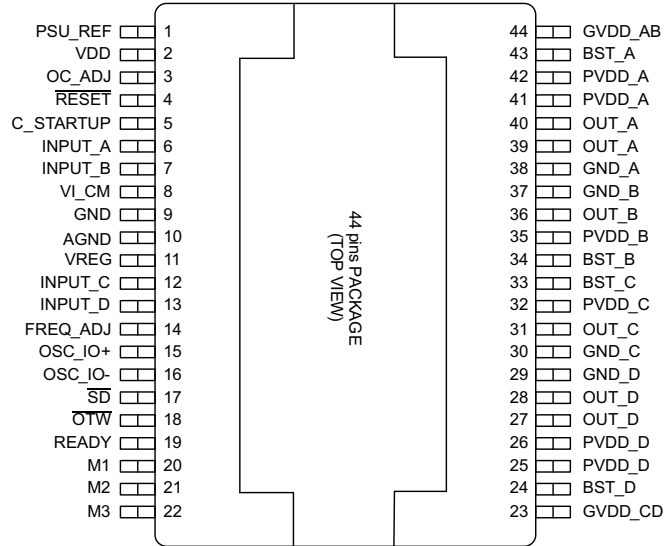 PSU_REF 1
VDD 2
OC_ADJ 3
RESET 4
C_STARTUP 5
INPUT_A 6
INPUT_B 7
VI_CM 8
GND 9
AGND 10
VREG 11
INPUT_C 12
INPUT_D 13
FREQ_ADJ 14
OSC_IO+ 15
OSC_IO- 16
SD 17
OTW 18
READY 19
M1 20
M2 21
M3 22
44 pins PACKAGE
(TOP VIEW)
44 GVDD_AB
43 BST_A
42 PVDD_A
41 PVDD_A
40 OUT_A
39 OUT_A
38 GND_A
37 GND_B
36 OUT_B
35 PVDD_B
34 BST_B
33 BST_C
32 PVDD_C
31 OUT_C
30 GND_C
29 GND_D
28 OUT_D
27 OUT_D
26 PVDD_D
25 PVDD_D
24 BST_D
23 GVDD_CD